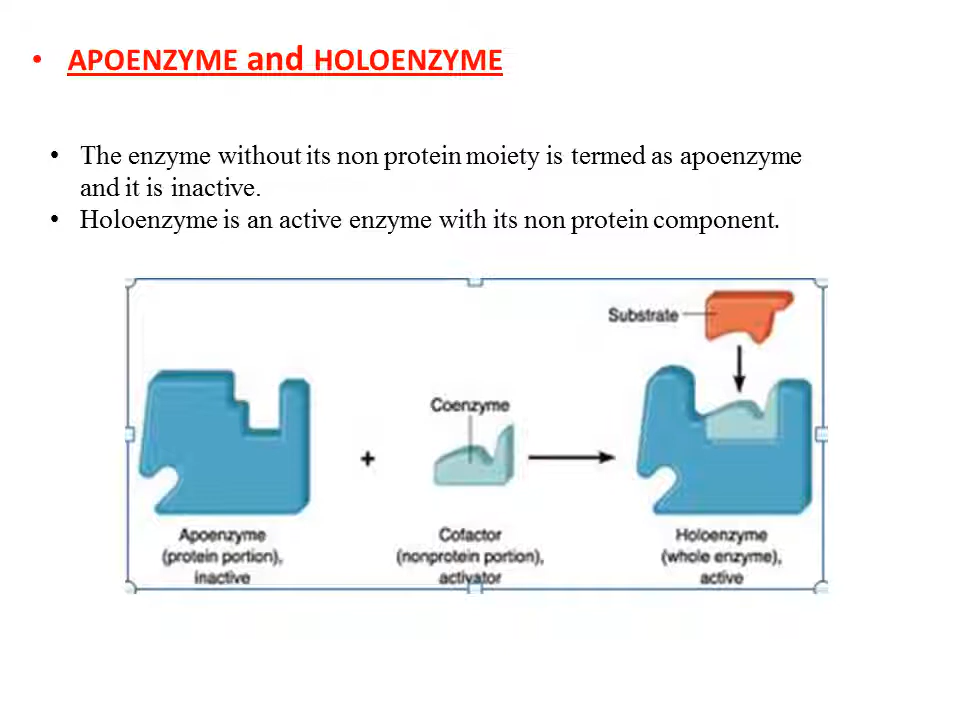 • APOENZYME and HOLOENZYME
• The enzyme without its non protein moiety is termed as apoenzyme
and it is inactive.
• Holoenzyme is an active enzyme with its non protein component.
Substrate
Coenzyme
+
Apoenzyme
(protein portion),
inactive
Cofactor
(nonprotein portion),
activator
Holoenzyme
(whole enzyme),
active